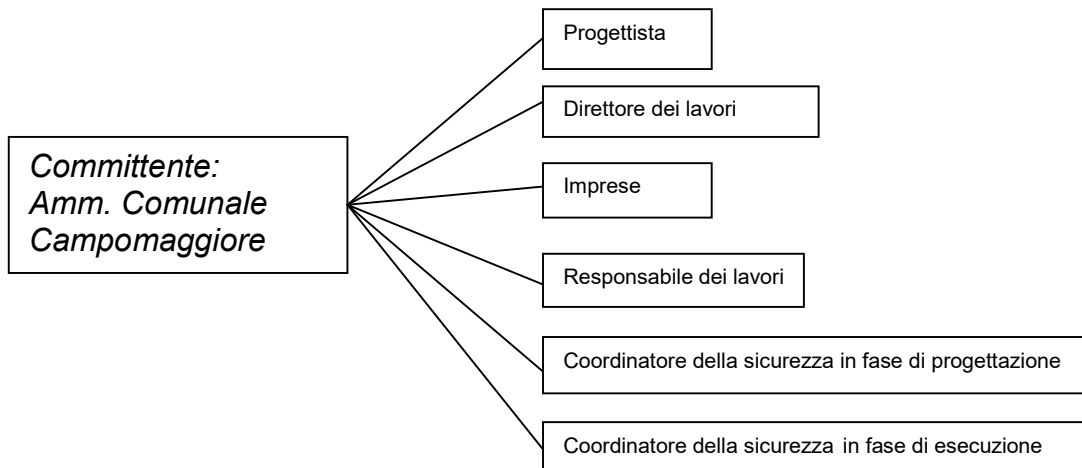 Committente:
Amm. Comunale
Campomaggiore
Progettista
Direttore dei lavori
Imprese
Responsabile dei lavori
Coordinatore della sicurezza in fase di progettazione
Coordinatore della sicurezza in fase di esecuzione